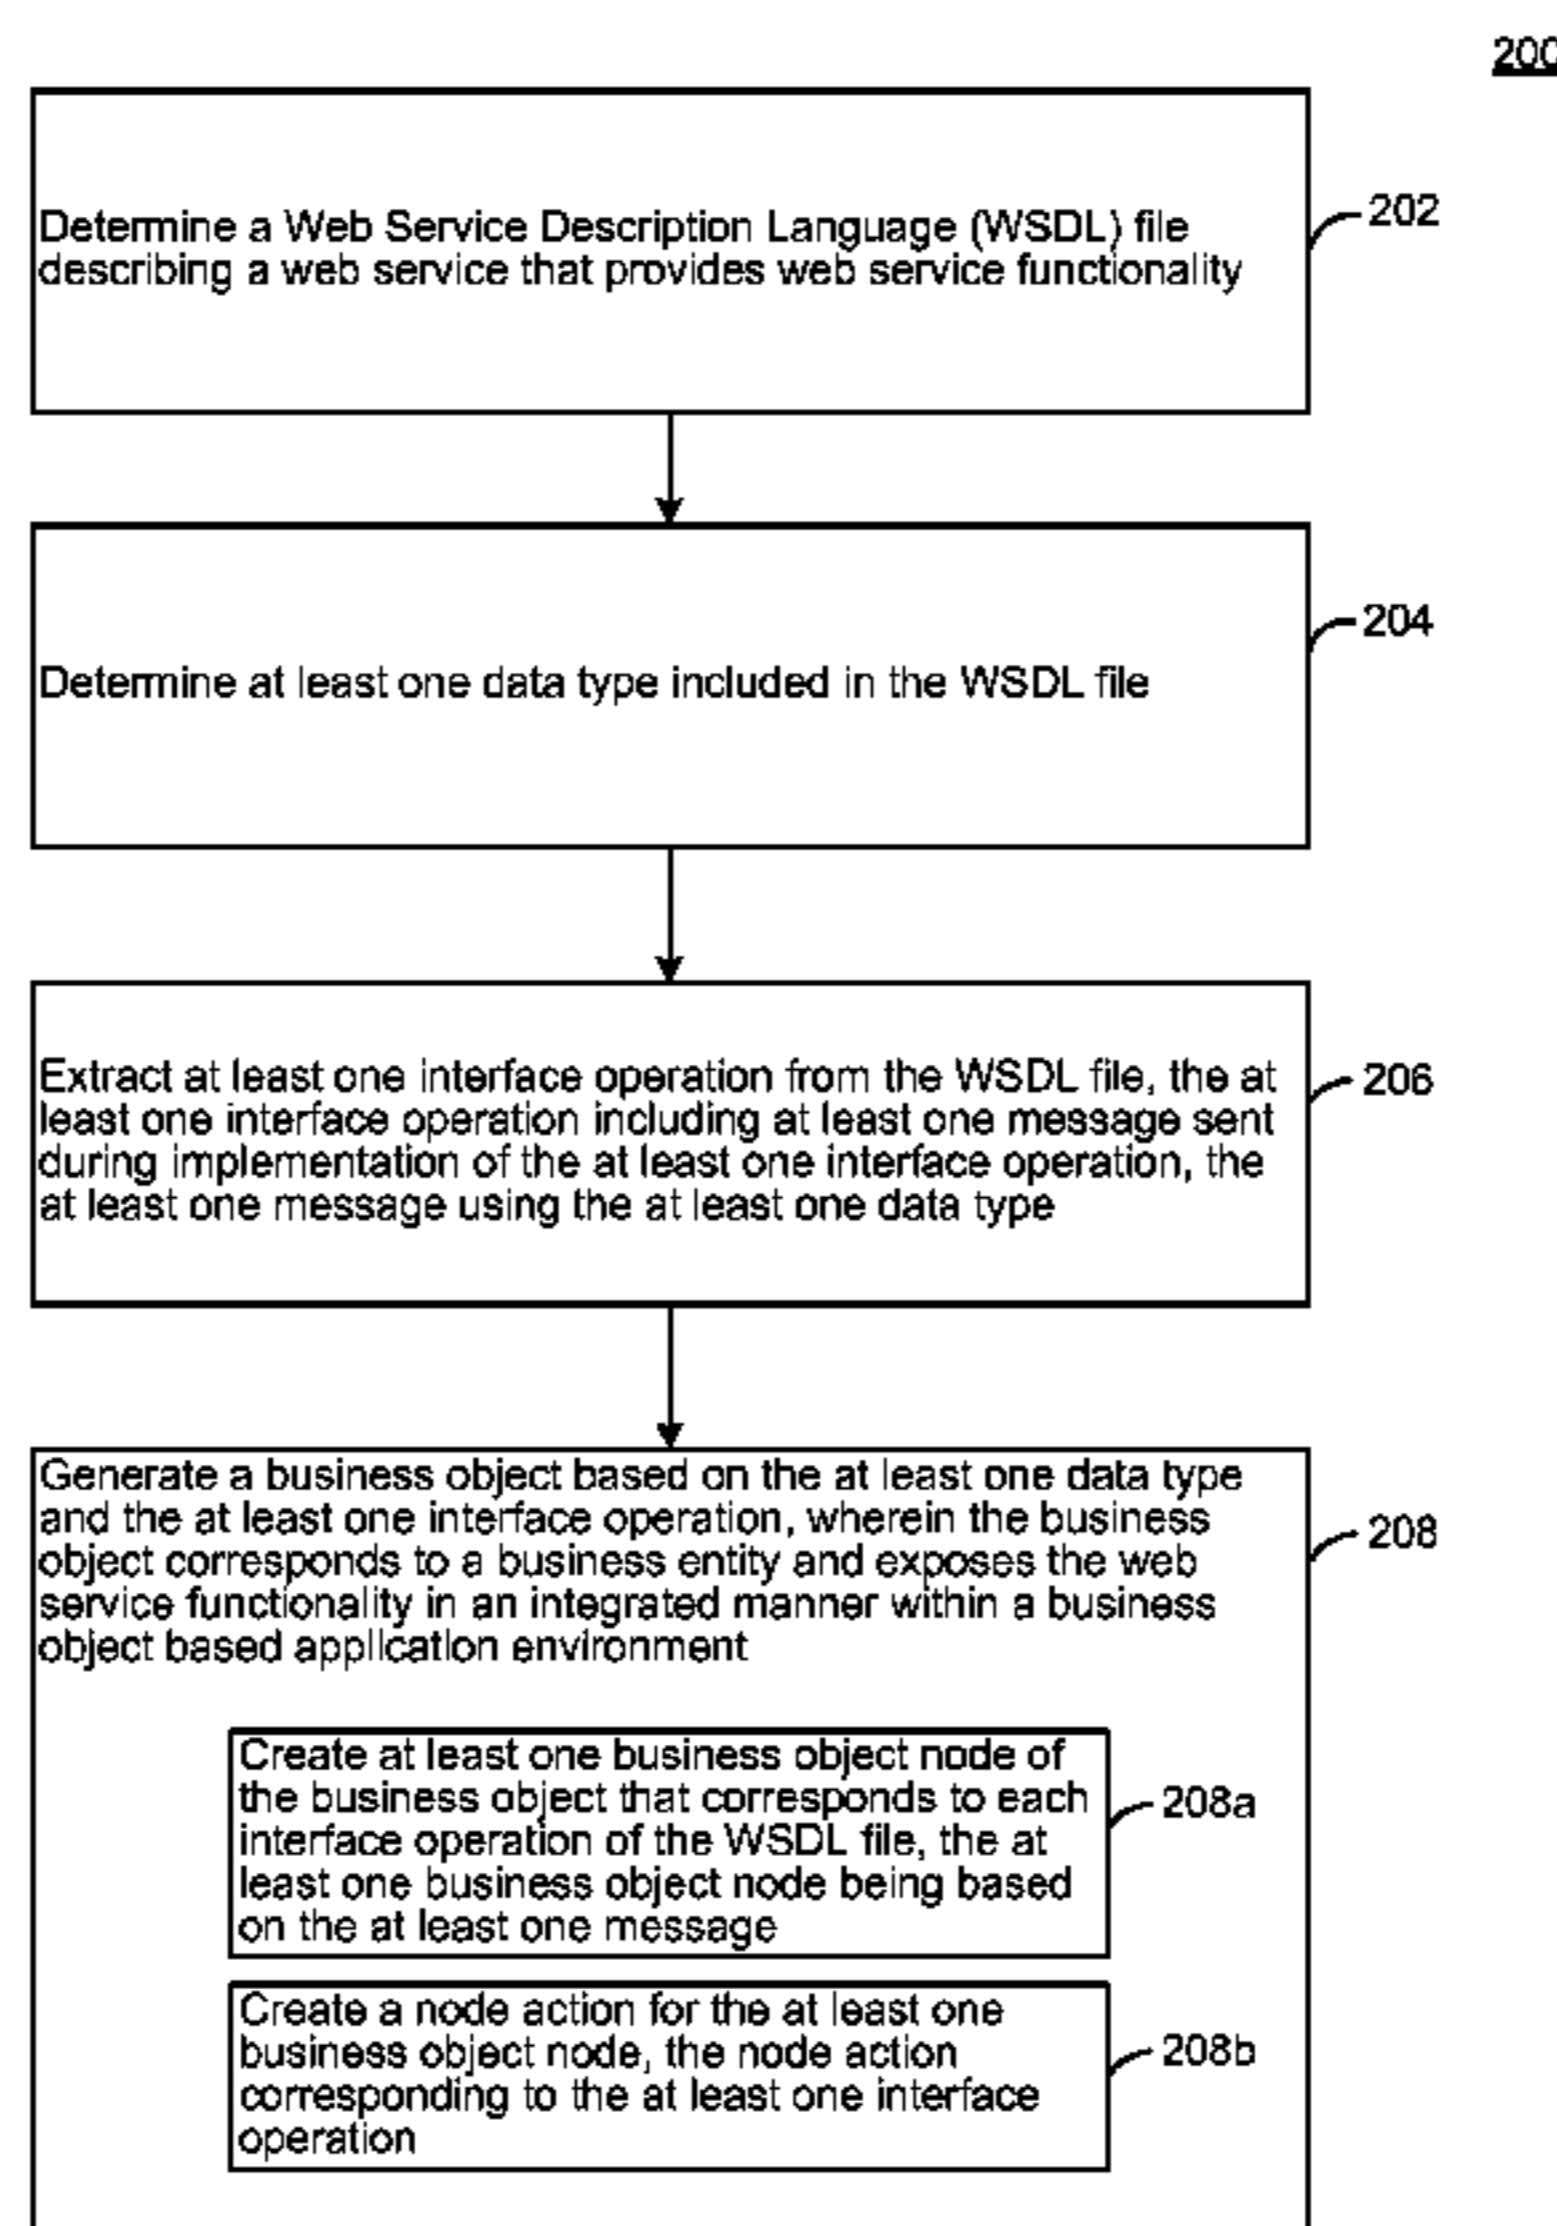 200
Determine a Web Service Description Language (WSDL) file
describing a web service that provides web service functionality
202
Determine at least one data type included in the WSDL file
204
Extract at least one interface operation from the WSDL file, the at
least one interface operation including at least one message sent
during implementation of the at least one interface operation, the
at least one message using the at least one data type
206
Generate a business object based on the at least one data type
and the at least one interface operation, wherein the business
object corresponds to a business entity and exposes the web
service functionality in an integrated manner within a business
object based application environment
208
Create at least one business object node of
the business object that corresponds to each
interface operation of the WSDL file, the at
least one business object node being based
on the at least one message
208a
Create a node action for the at least one
business object node, the node action
corresponding to the at least one interface
operation
208b